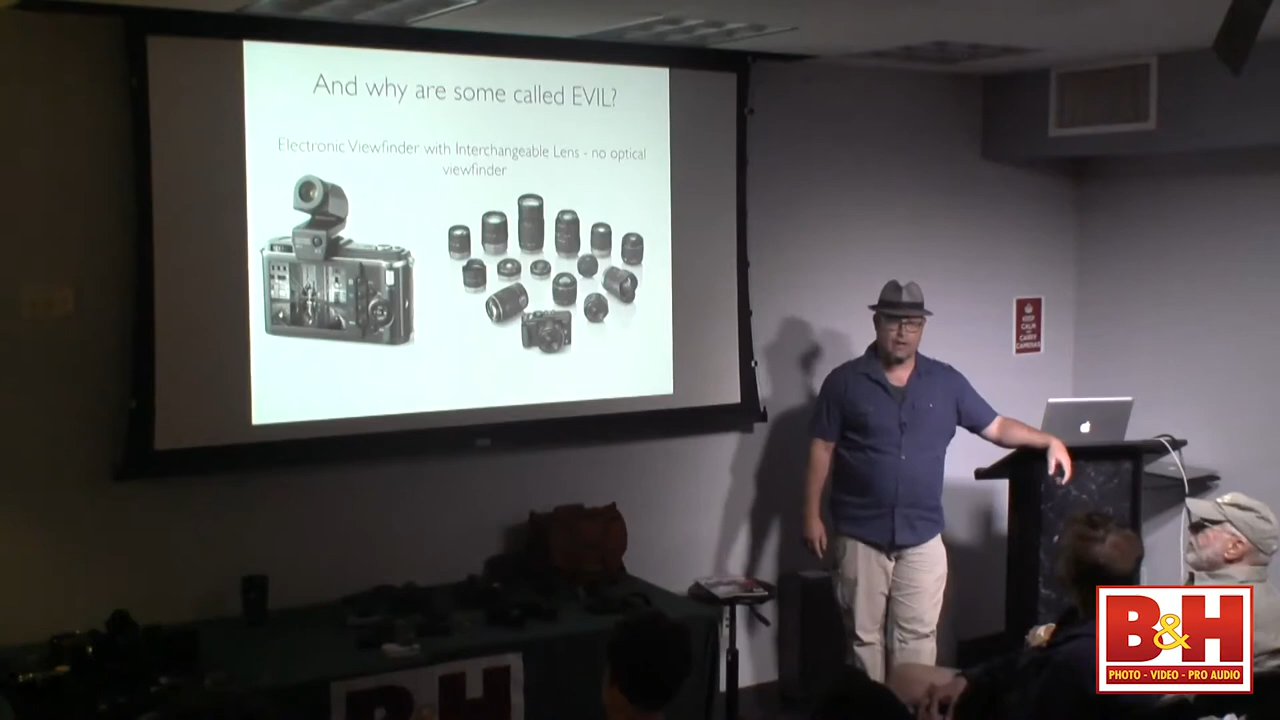 And why are some called EVIL?
Electronic Viewfinder with Interchangeable Lens - no optical
viewfinder
KEEP
CALM
AND
CARRY
CAMERAS
B&H
PHOTO - VIDEO - PRO AUDIO
B&H